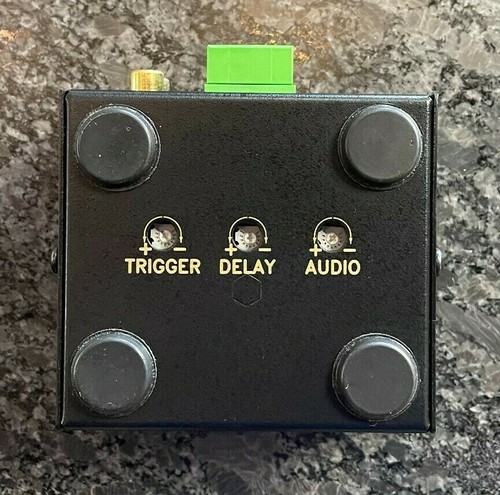 + - + - + -
TRIGGER DELAY AUDIO